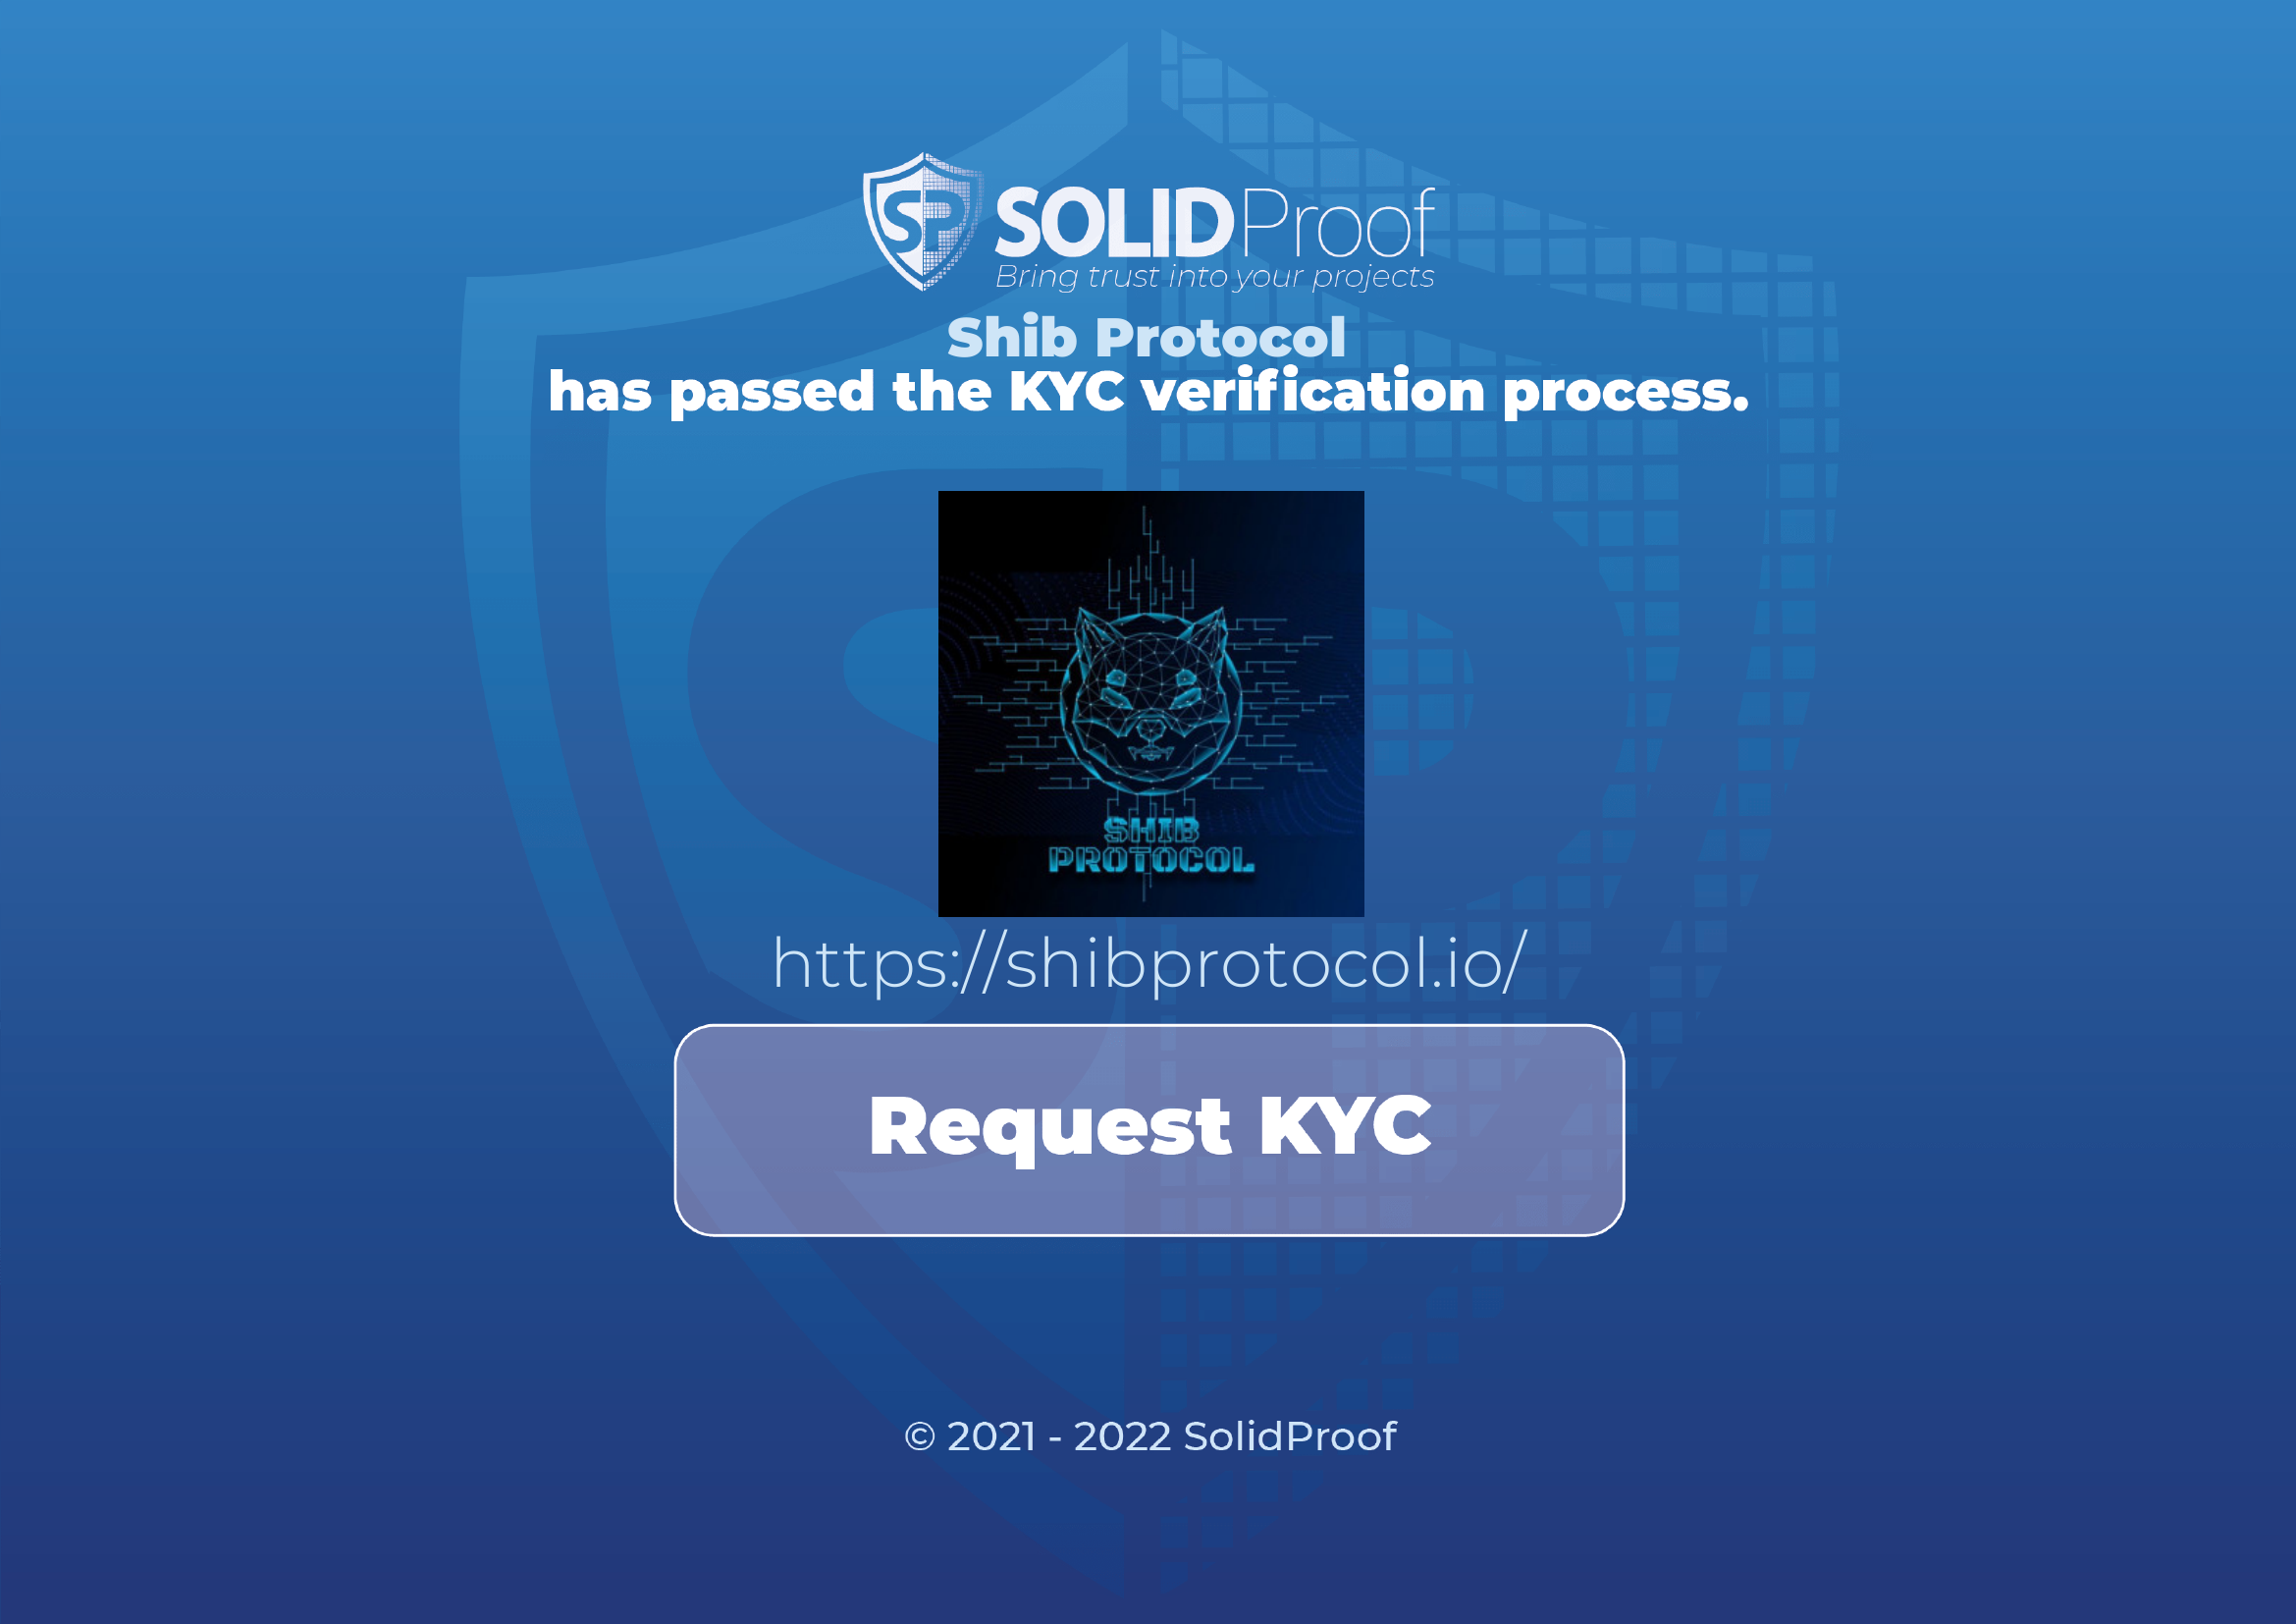 SP SOLIDProof
Bring trust into your projects
Shib Protocol
has passed the KYC verification process.
SHIB
PROTOCOL
https://shibprotocol.io/
Request KYC
© 2021 - 2022 SolidProof